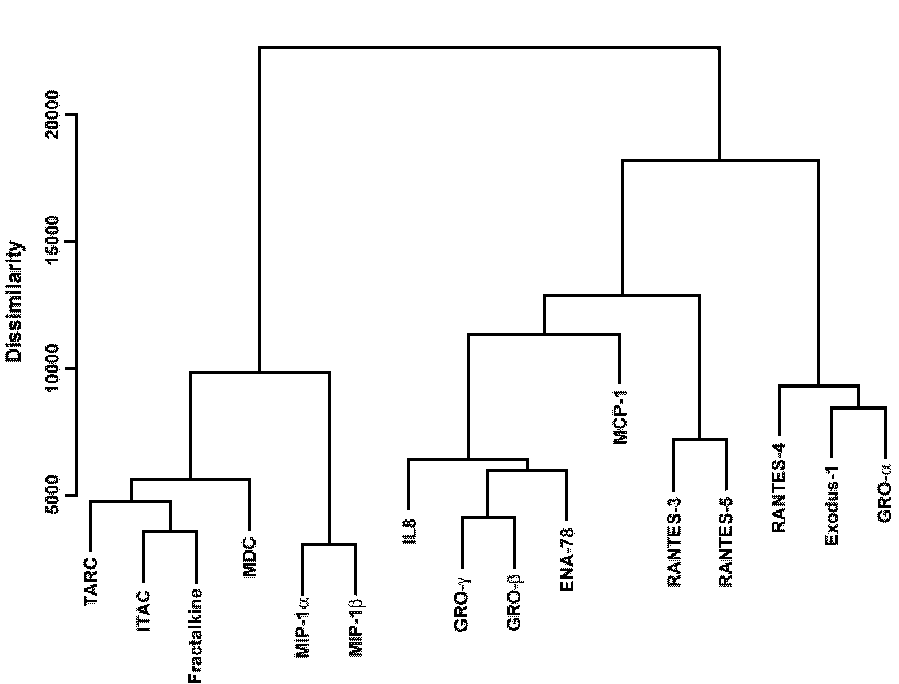 Dissimilarity
20000
15000
10000
5000
TARC
ITAC
Fractalkine
MDC
MIP-1α
MIP-1β
IL8
GRO-γ
GRO-β
ENA-78
MCP-1
RANTES-3
RANTES-5
RANTES-4
Exodus-1
GRO-α